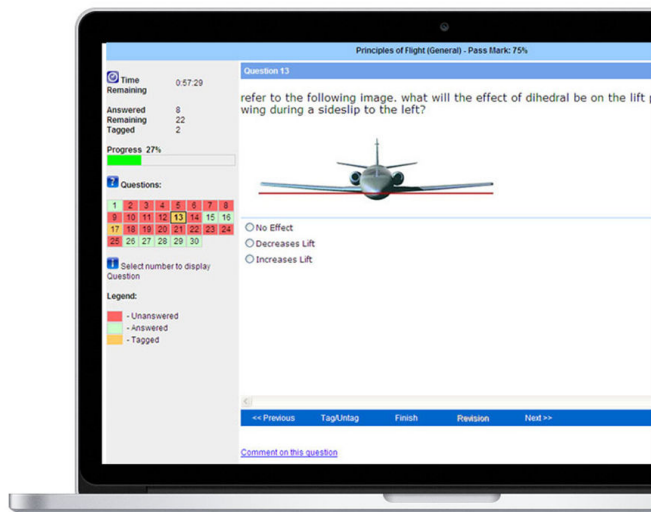 Principles of Flight (General) - Pass Mark: 75%
Time Remaining 0:57:29
Answered 8
Remaining 22
Tagged 2
Progress 27%
Questions:
1 2 3 4 5 6 7 8
9 10 11 12 13 14 15 16
17 18 19 20 21 22 23 24
25 26 27 28 29 30
Select number to display
Question
Legend:
- Unanswered
- Answered
- Tagged
Question 13
refer to the following image. what will the effect of dihedral be on the lift
wing during a sideslip to the left?
No Effect
Decreases Lift
Increases Lift
<< Previous Tag/Untag Finish Revision Next >>
Comment on this question